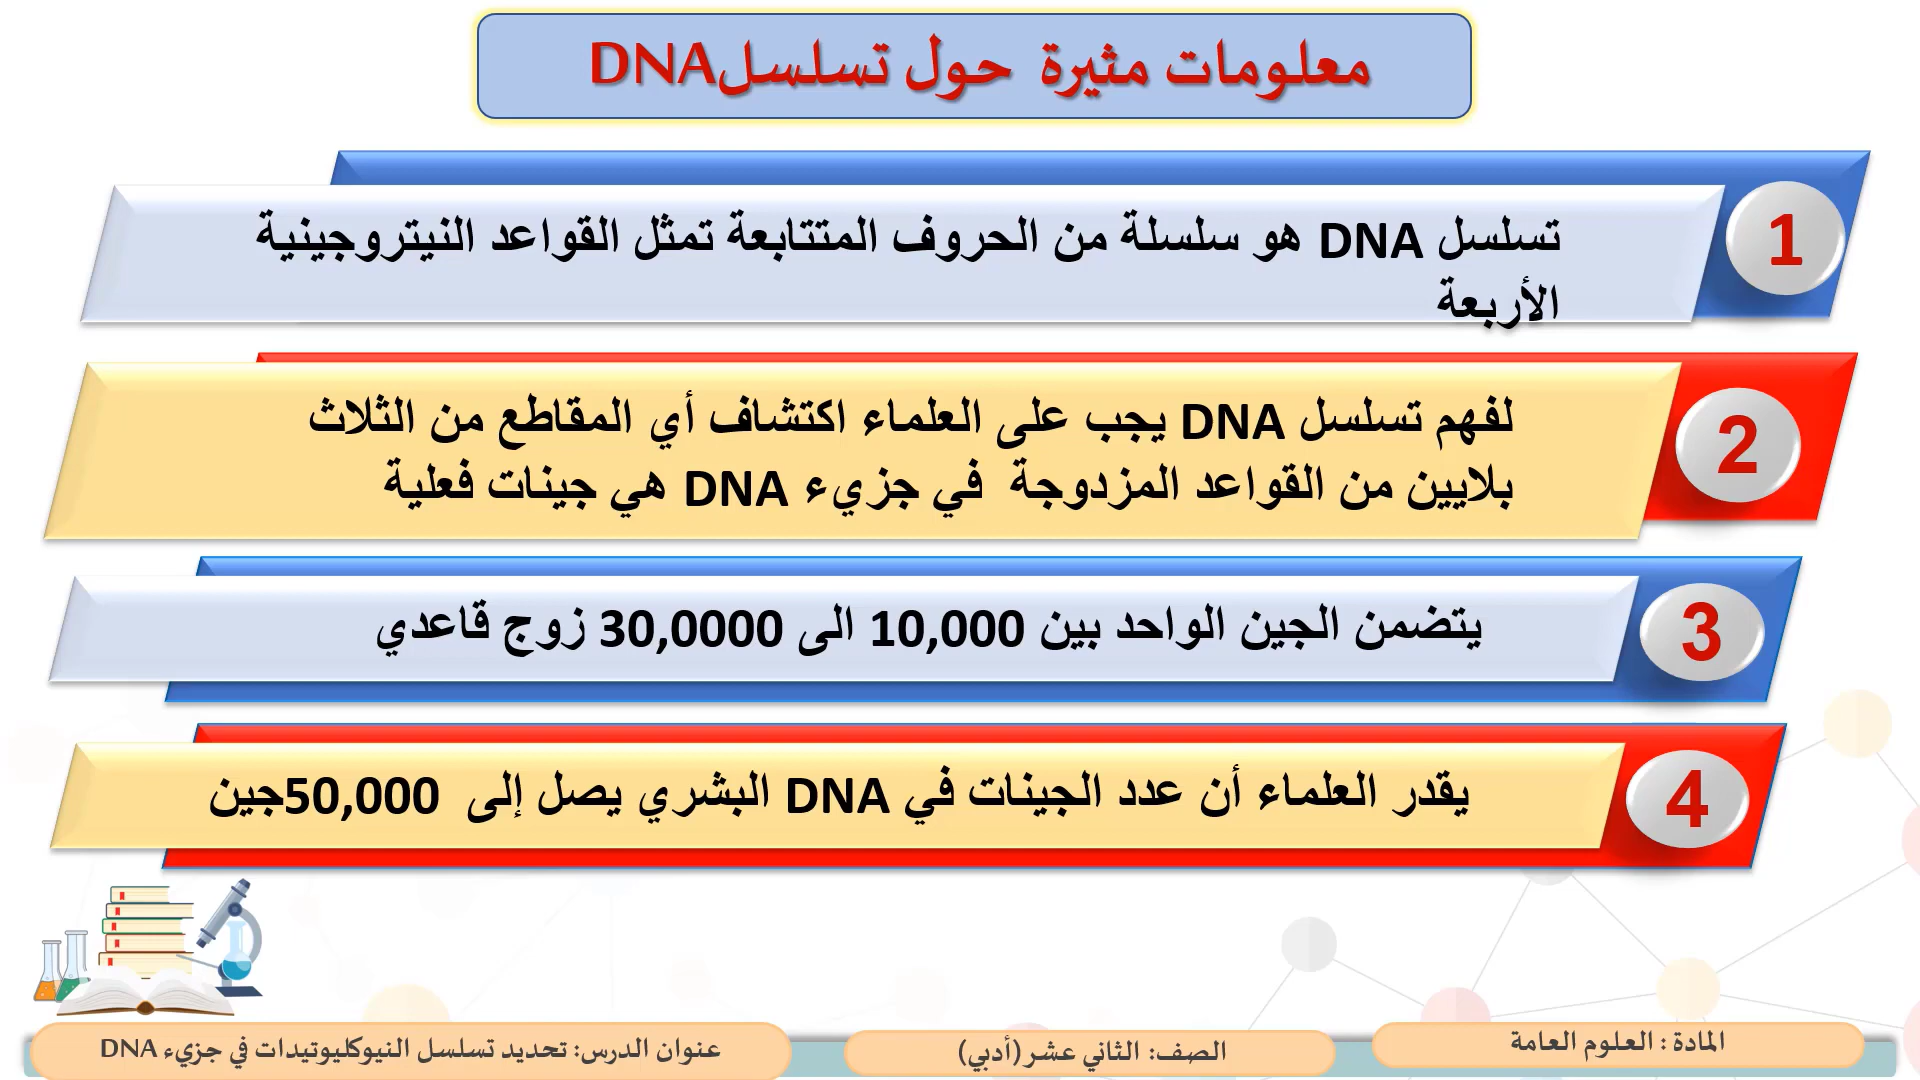 معلومات مثيرة حول تسلسلDNA
1
تسلسل DNA هو سلسلة من الحروف المتتابعة تمثل القواعد النيتروجينية
الأربعة
2
لفهم تسلسل DNA يجب على العلماء اكتشاف أي المقاطع من الثلاث
بلايين من القواعد المزدوجة في جزيء DNA هي جينات فعلية
3
يتضمن الجين الواحد بين 10,000 الى 30,0000 زوج قاعدي
4
يقدر العلماء أن عدد الجينات في DNA البشري يصل إلى 50,000جين
المادة : العلوم العامة
الصف: الثاني عشر (أدبي)
عنوان الدرس: تحديد تسلسل النيوكليوتيدات في جزيء DNA